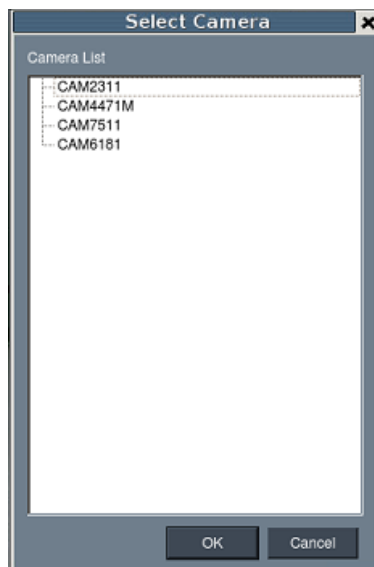 Select Camera
Camera List
CAM2311
CAM4471M
CAM7511
CAM6181
OK
Cancel